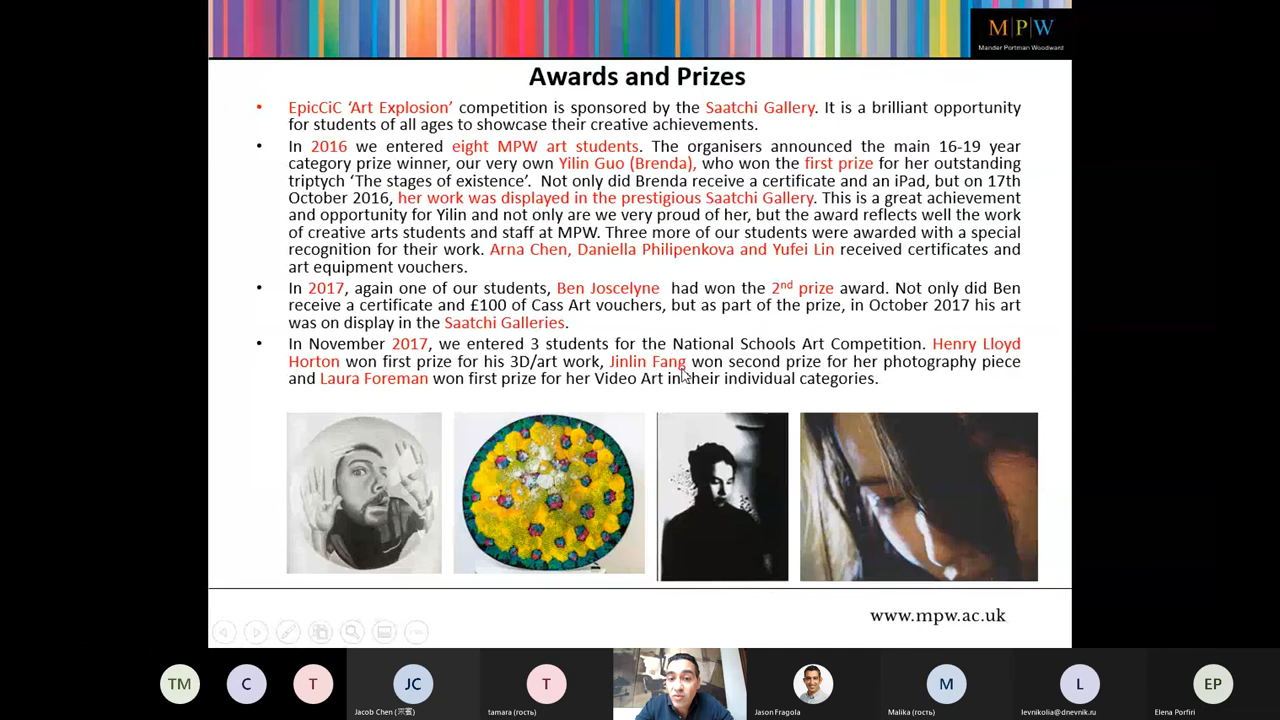 M|P|W
Mander Portman Woodward
Awards and Prizes
• EpicCiC ‘Art Explosion’ competition is sponsored by the Saatchi Gallery. It is a brilliant opportunity
for students of all ages to showcase their creative achievements.
• In 2016 we entered eight MPW art students. The organisers announced the main 16-19 year
category prize winner, our very own Yilin Guo (Brenda), who won the first prize for her outstanding
triptych ‘The stages of existence’. Not only did Brenda receive a certificate and an iPad, but on 17th
October 2016, her work was displayed in the prestigious Saatchi Gallery. This is a great achievement
and opportunity for Yilin and not only are we very proud of her, but the award reflects well the work
of creative arts students and staff at MPW. Three more of our students were awarded with a special
recognition for their work. Arna Chen, Daniella Philipenkova and Yufei Lin received certificates and
art equipment vouchers.
• In 2017, again one of our students, Ben Joscelyne had won the 2nd prize award. Not only did Ben
receive a certificate and £100 of Cass Art vouchers, but as part of the prize, in October 2017 his art
was on display in the Saatchi Galleries.
• In November 2017, we entered 3 students for the National Schools Art Competition. Henry Lloyd
Horton won first prize for his 3D/art work, Jinlin Fang won second prize for her photography piece
and Laura Foreman won first prize for her Video Art in their individual categories.
www.mpw.ac.uk
TM
C
T
JC
T
M
L
EP
Jacob Chen (宋賓)
tamara (гость)
Jason Fragola
Malika (гость)
levnikolia@dnevnik.ru
Elena Porfiri